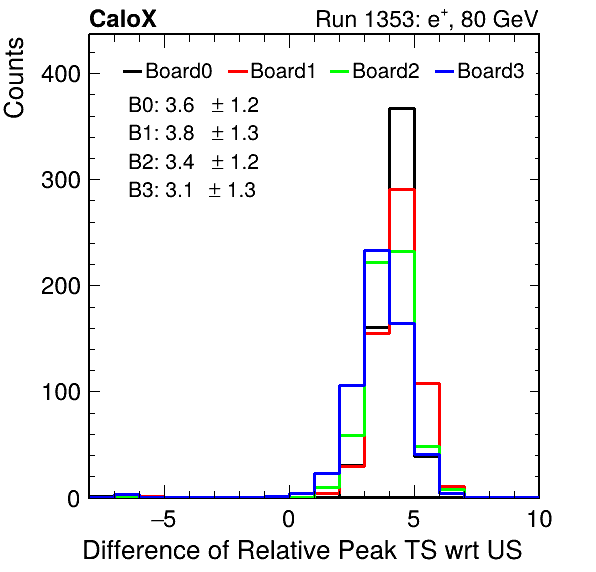 CaloX Run 1353: e⁺, 80 GeV
Counts
Board0 Board1 Board2 Board3
B0: 3.6 ± 1.2
B1: 3.8 ± 1.3
B2: 3.4 ± 1.2
B3: 3.1 ± 1.3
400
300
200
100
0
−5 0 5 10
Difference of Relative Peak TS wrt US